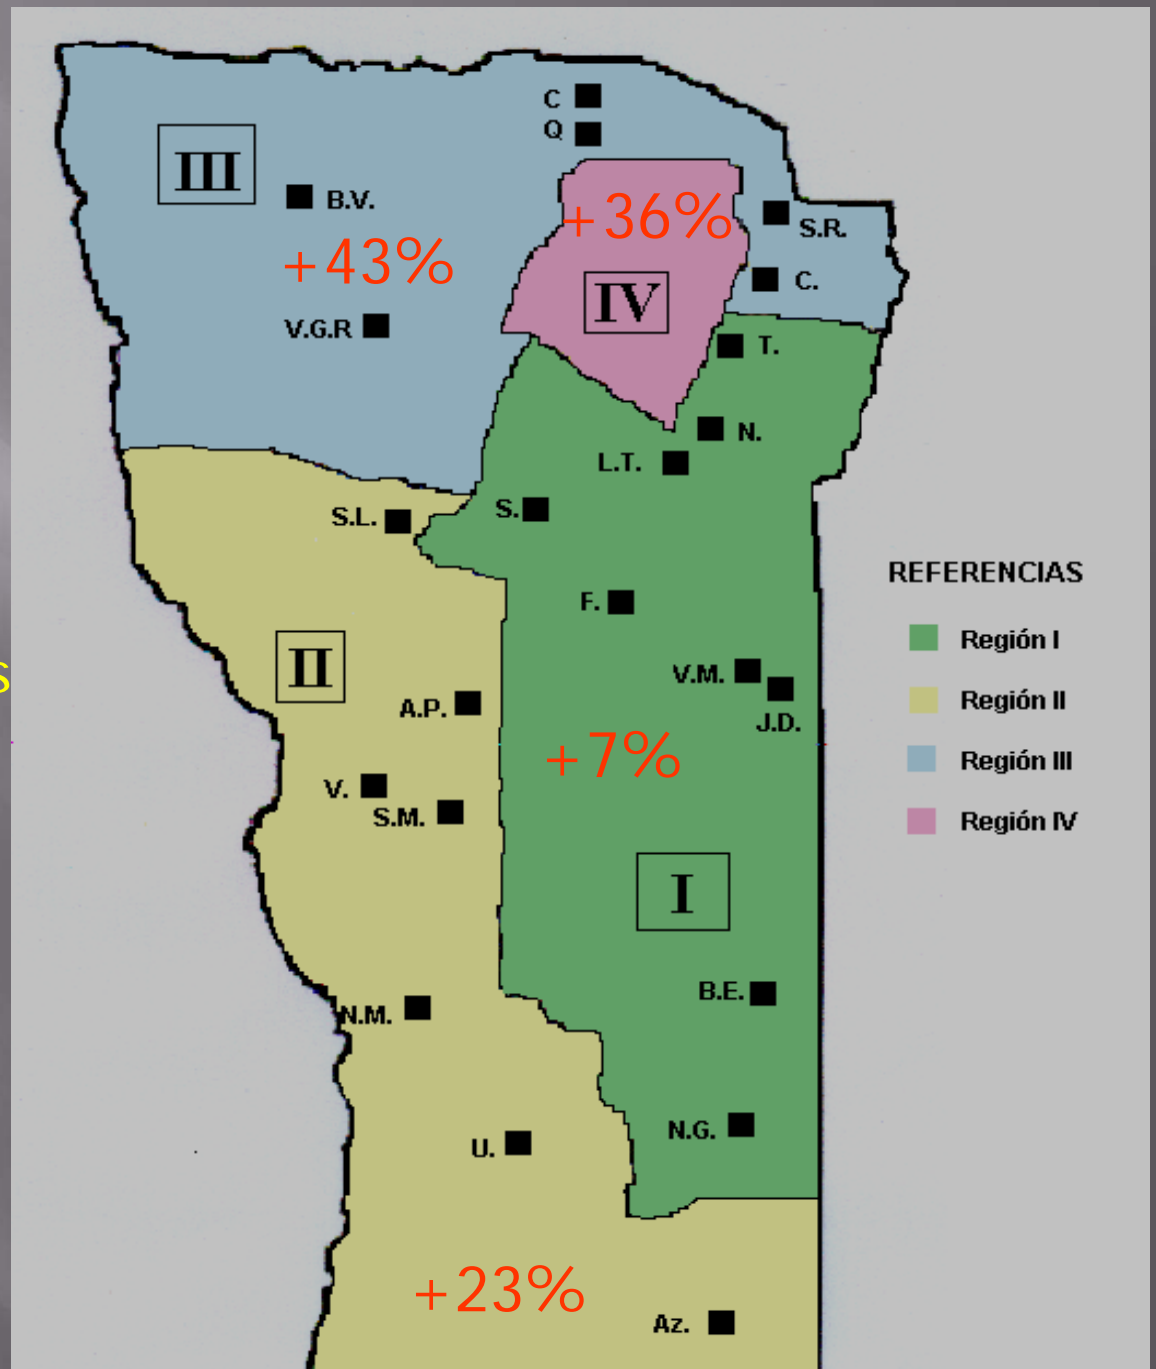 C
Q
III
B.V.
+36%
S.R.
+43%
C.
IV
V.G.R
T.
N.
L.T.
S.
S.L.
REFERENCIAS
F.
Región I
II
V.M.
S
A.P.
J.D.
Región II
+7%
Región III
V.
S.M.
Región IV
I
B.E.
N.M.
N.G.
U.
+23%
Az.